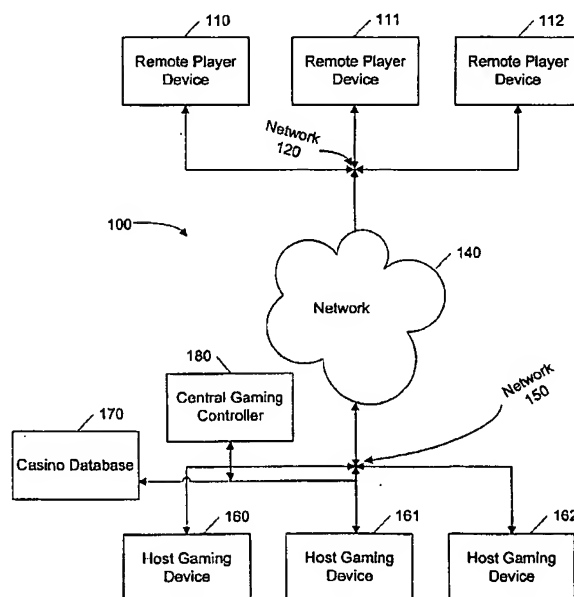 110
111
112
Remote Player
Device
Remote Player
Device
Remote Player
Device
Network
120
100
140
Network
180
Central Gaming
Controller
170
Casino Database
Network
150
160
161
162
Host Gaming
Device
Host Gaming
Device
Host Gaming
Device